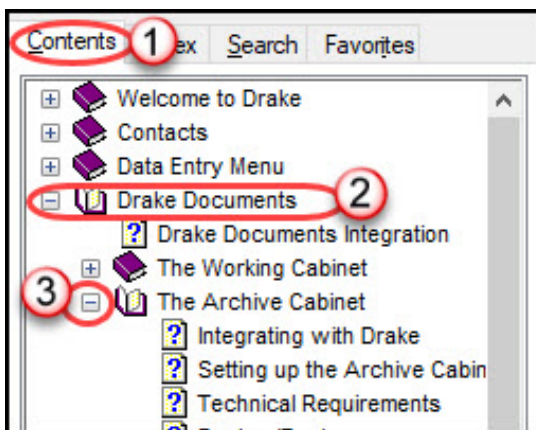 Contents 1 ex Search Favorites
Welcome to Drake
Contacts
Data Entry Menu
Drake Documents 2
Drake Documents Integration
The Working Cabinet
3 The Archive Cabinet
Integrating with Drake
Setting up the Archive Cabin
Technical Requirements